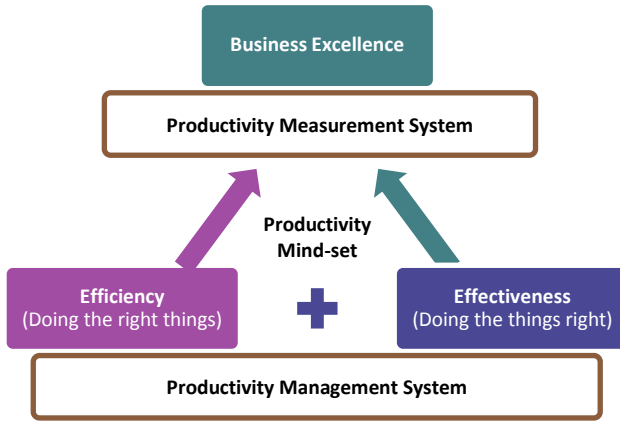 Business Excellence
Productivity Measurement System
Productivity
Mind-set
Efficiency
(Doing the right things)
Effectiveness
(Doing the things right)
Productivity Management System